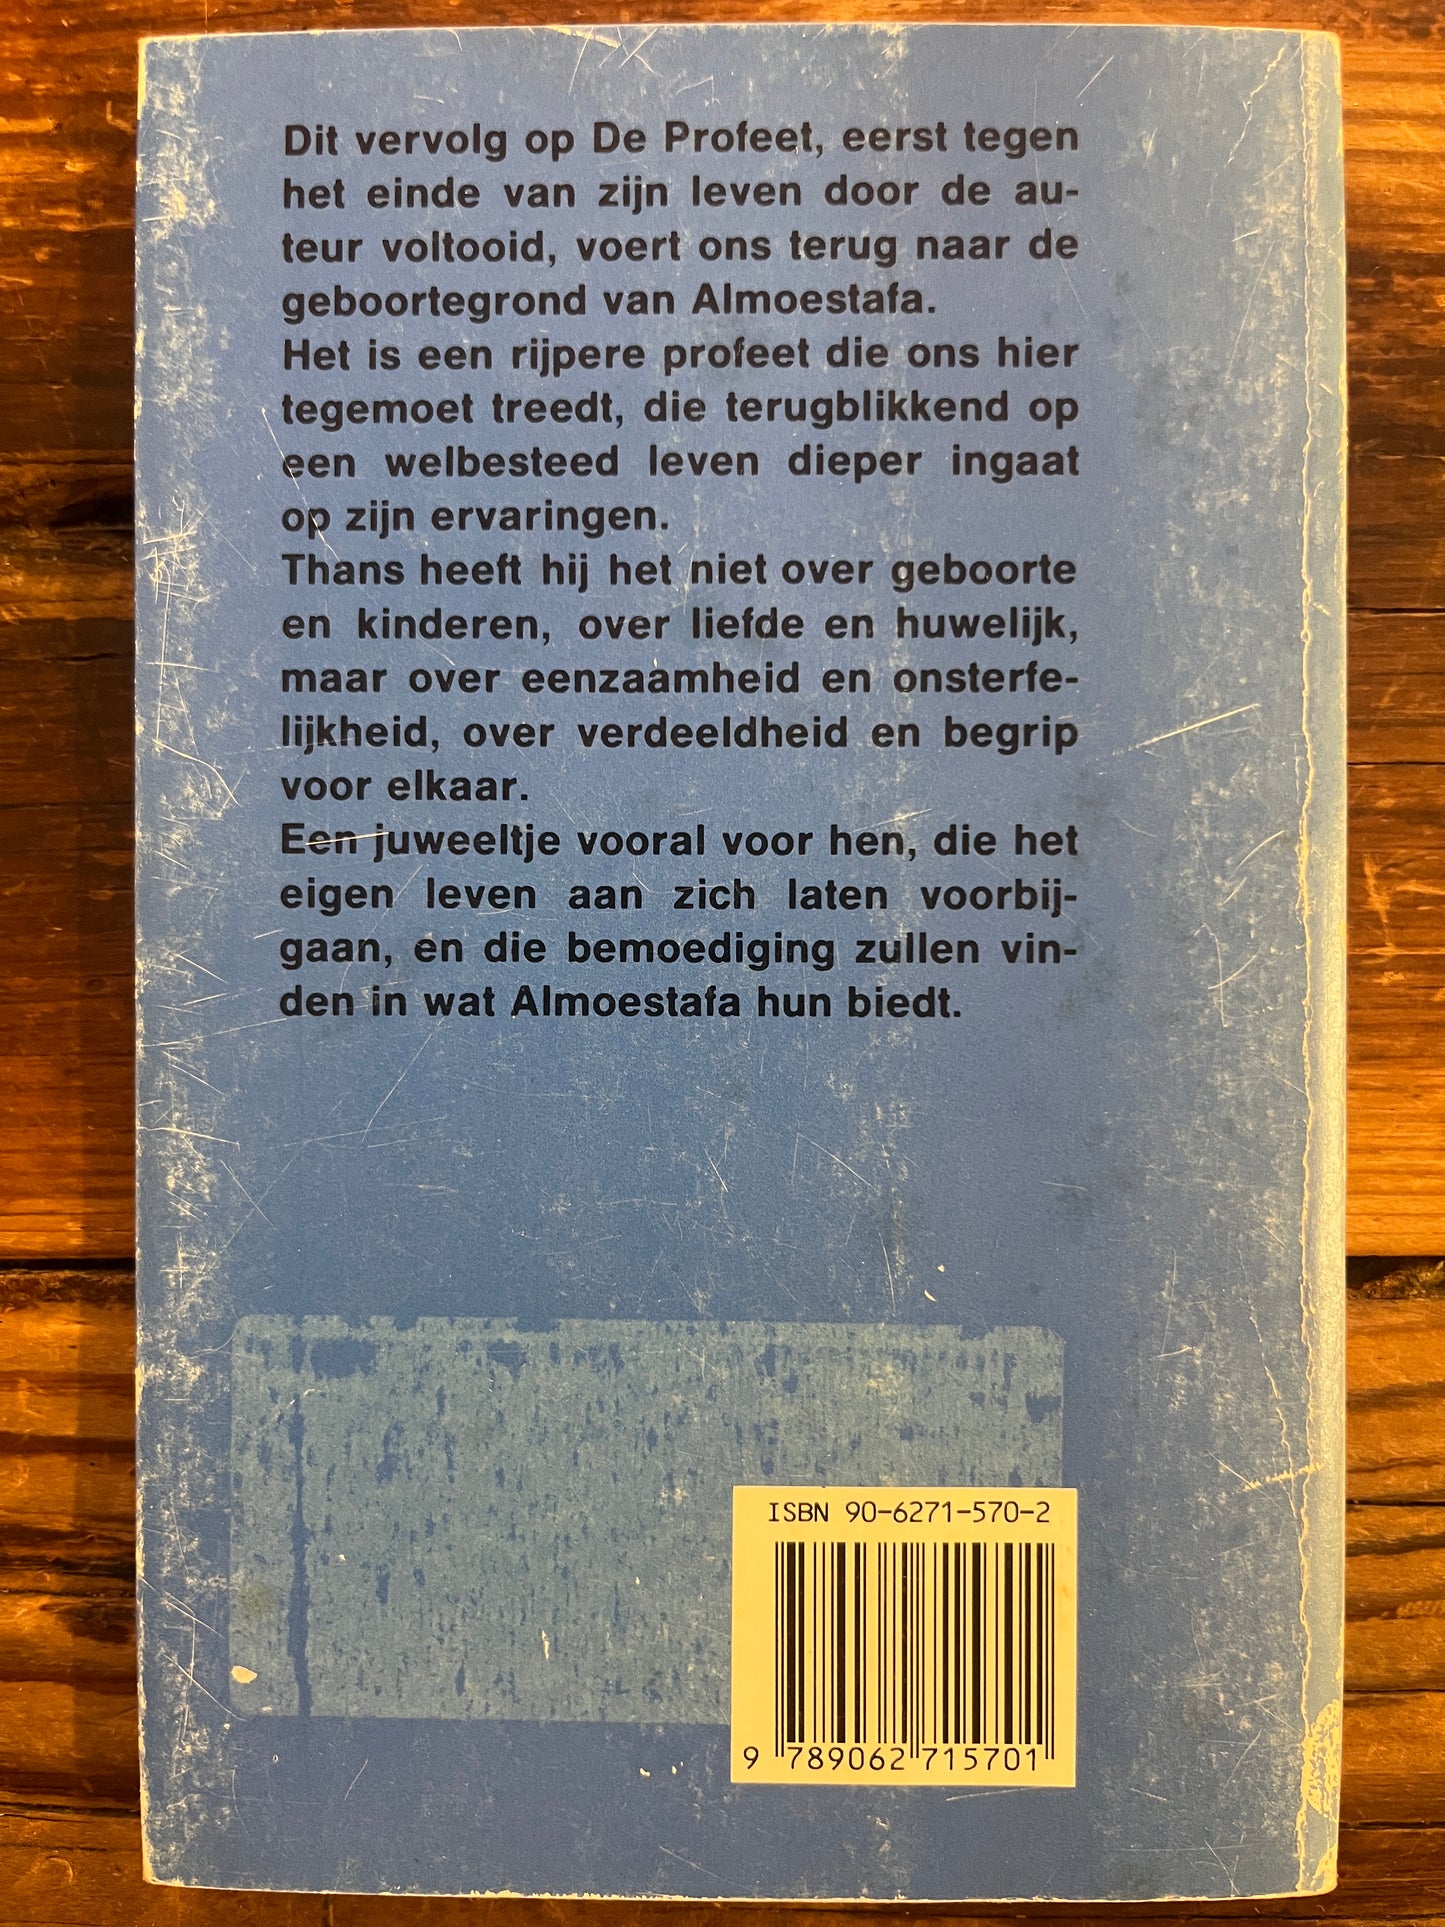 Dit vervolg op De Profeet, eerst tegen
het einde van zijn leven door de au-
teur voltooid, voert ons terug naar de
geboortegrond van Almoestafa.
Het is een rijpere profeet die ons hier
tegemoet treedt, die terugblikkend op
een welbesteed leven dieper ingaat
op zijn ervaringen.
Thans heeft hij het niet over geboorte
en kinderen, over liefde en huwelijk,
maar over eenzaamheid en onsterfe-
lijkheid, over verdeeldheid en begrip
voor elkaar.
Een juweeltje vooral voor hen, die het
eigen leven aan zich laten voorbij-
gaan, en die bemoediging zullen vin-
den in wat Almoestafa hun biedt.
ISBN 90-6271-570-2
9 789062 715701